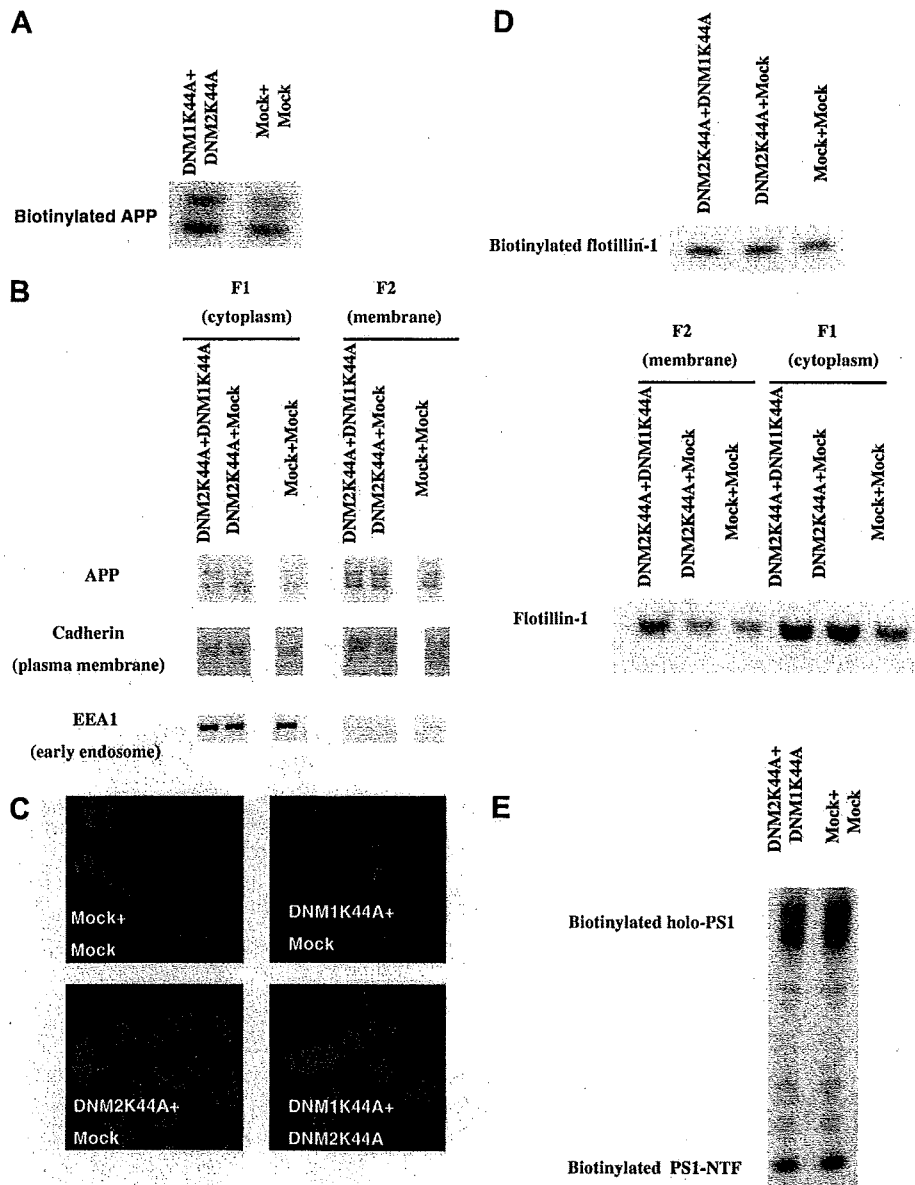 A
DNM1K44A+
DNM2K44A
Mock+
Mock
Biotinylated APP
B
F1
(cytoplasm)
F2
(membrane)
DNM2K44A+DNM1K44A
DNM2K44A+Mock
Mock+Mock
DNM2K44A+DNM1K44A
DNM2K44A+Mock
Mock+Mock
APP
Cadherin
(plasma membrane)
EEA1
(early endosome)
C
Mock+
Mock
DNM1K44A+
Mock
DNM2K44A+
Mock
DNM1K44A+
DNM2K44A
D
DNM2K44A+DNM1K44A
DNM2K44A+Mock
Mock+Mock
Biotinylated flotillin-1
F2
(membrane)
F1
(cytoplasm)
DNM2K44A+DNM1K44A
DNM2K44A+Mock
Mock+Mock
DNM2K44A+DNM1K44A
DNM2K44A+Mock
Mock+Mock
Flotillin-1
E
DNM2K44A+
DNM1K44A
Mock+
Mock
Biotinylated holo-PS1
Biotinylated PS1-NTF